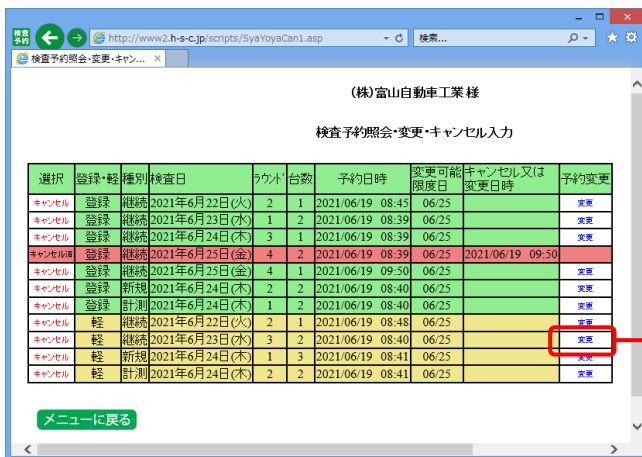 検査予約
http://www2.h-s-c.jp/scripts/SyaYoyaCan1.asp
検索...
検査予約照会・変更・キャン...
(株)富山自動車工業 様
検査予約照会・変更・キャンセル入力
選択 登録・軽 種別 検査日 ラウンド 台数 予約日時 変更可能限度日 キャンセル又は変更日時 予約変更
キャンセル 登録 継続 2021年6月22日(火) 2 1 2021/06/19 08:45 06/25 変更
キャンセル 登録 継続 2021年6月23日(水) 1 2 2021/06/19 08:39 06/25 変更
キャンセル 登録 継続 2021年6月24日(木) 3 1 2021/06/19 08:39 06/25 変更
キャンセル済 登録 継続 2021年6月25日(金) 4 2 2021/06/19 08:39 06/25 2021/06/19 09:50
キャンセル 登録 継続 2021年6月25日(金) 4 1 2021/06/19 09:50 06/25 変更
キャンセル 登録 新規 2021年6月24日(木) 2 2 2021/06/19 08:40 06/25 変更
キャンセル 登録 計測 2021年6月24日(木) 1 2 2021/06/19 08:40 06/25 変更
キャンセル 軽 継続 2021年6月22日(火) 2 1 2021/06/19 08:48 06/25 変更
キャンセル 軽 継続 2021年6月23日(水) 3 2 2021/06/19 08:40 06/25 変更
キャンセル 軽 新規 2021年6月24日(木) 1 3 2021/06/19 08:41 06/25 変更
キャンセル 軽 計測 2021年6月24日(木) 2 2 2021/06/19 08:41 06/25 変更
メニューに戻る